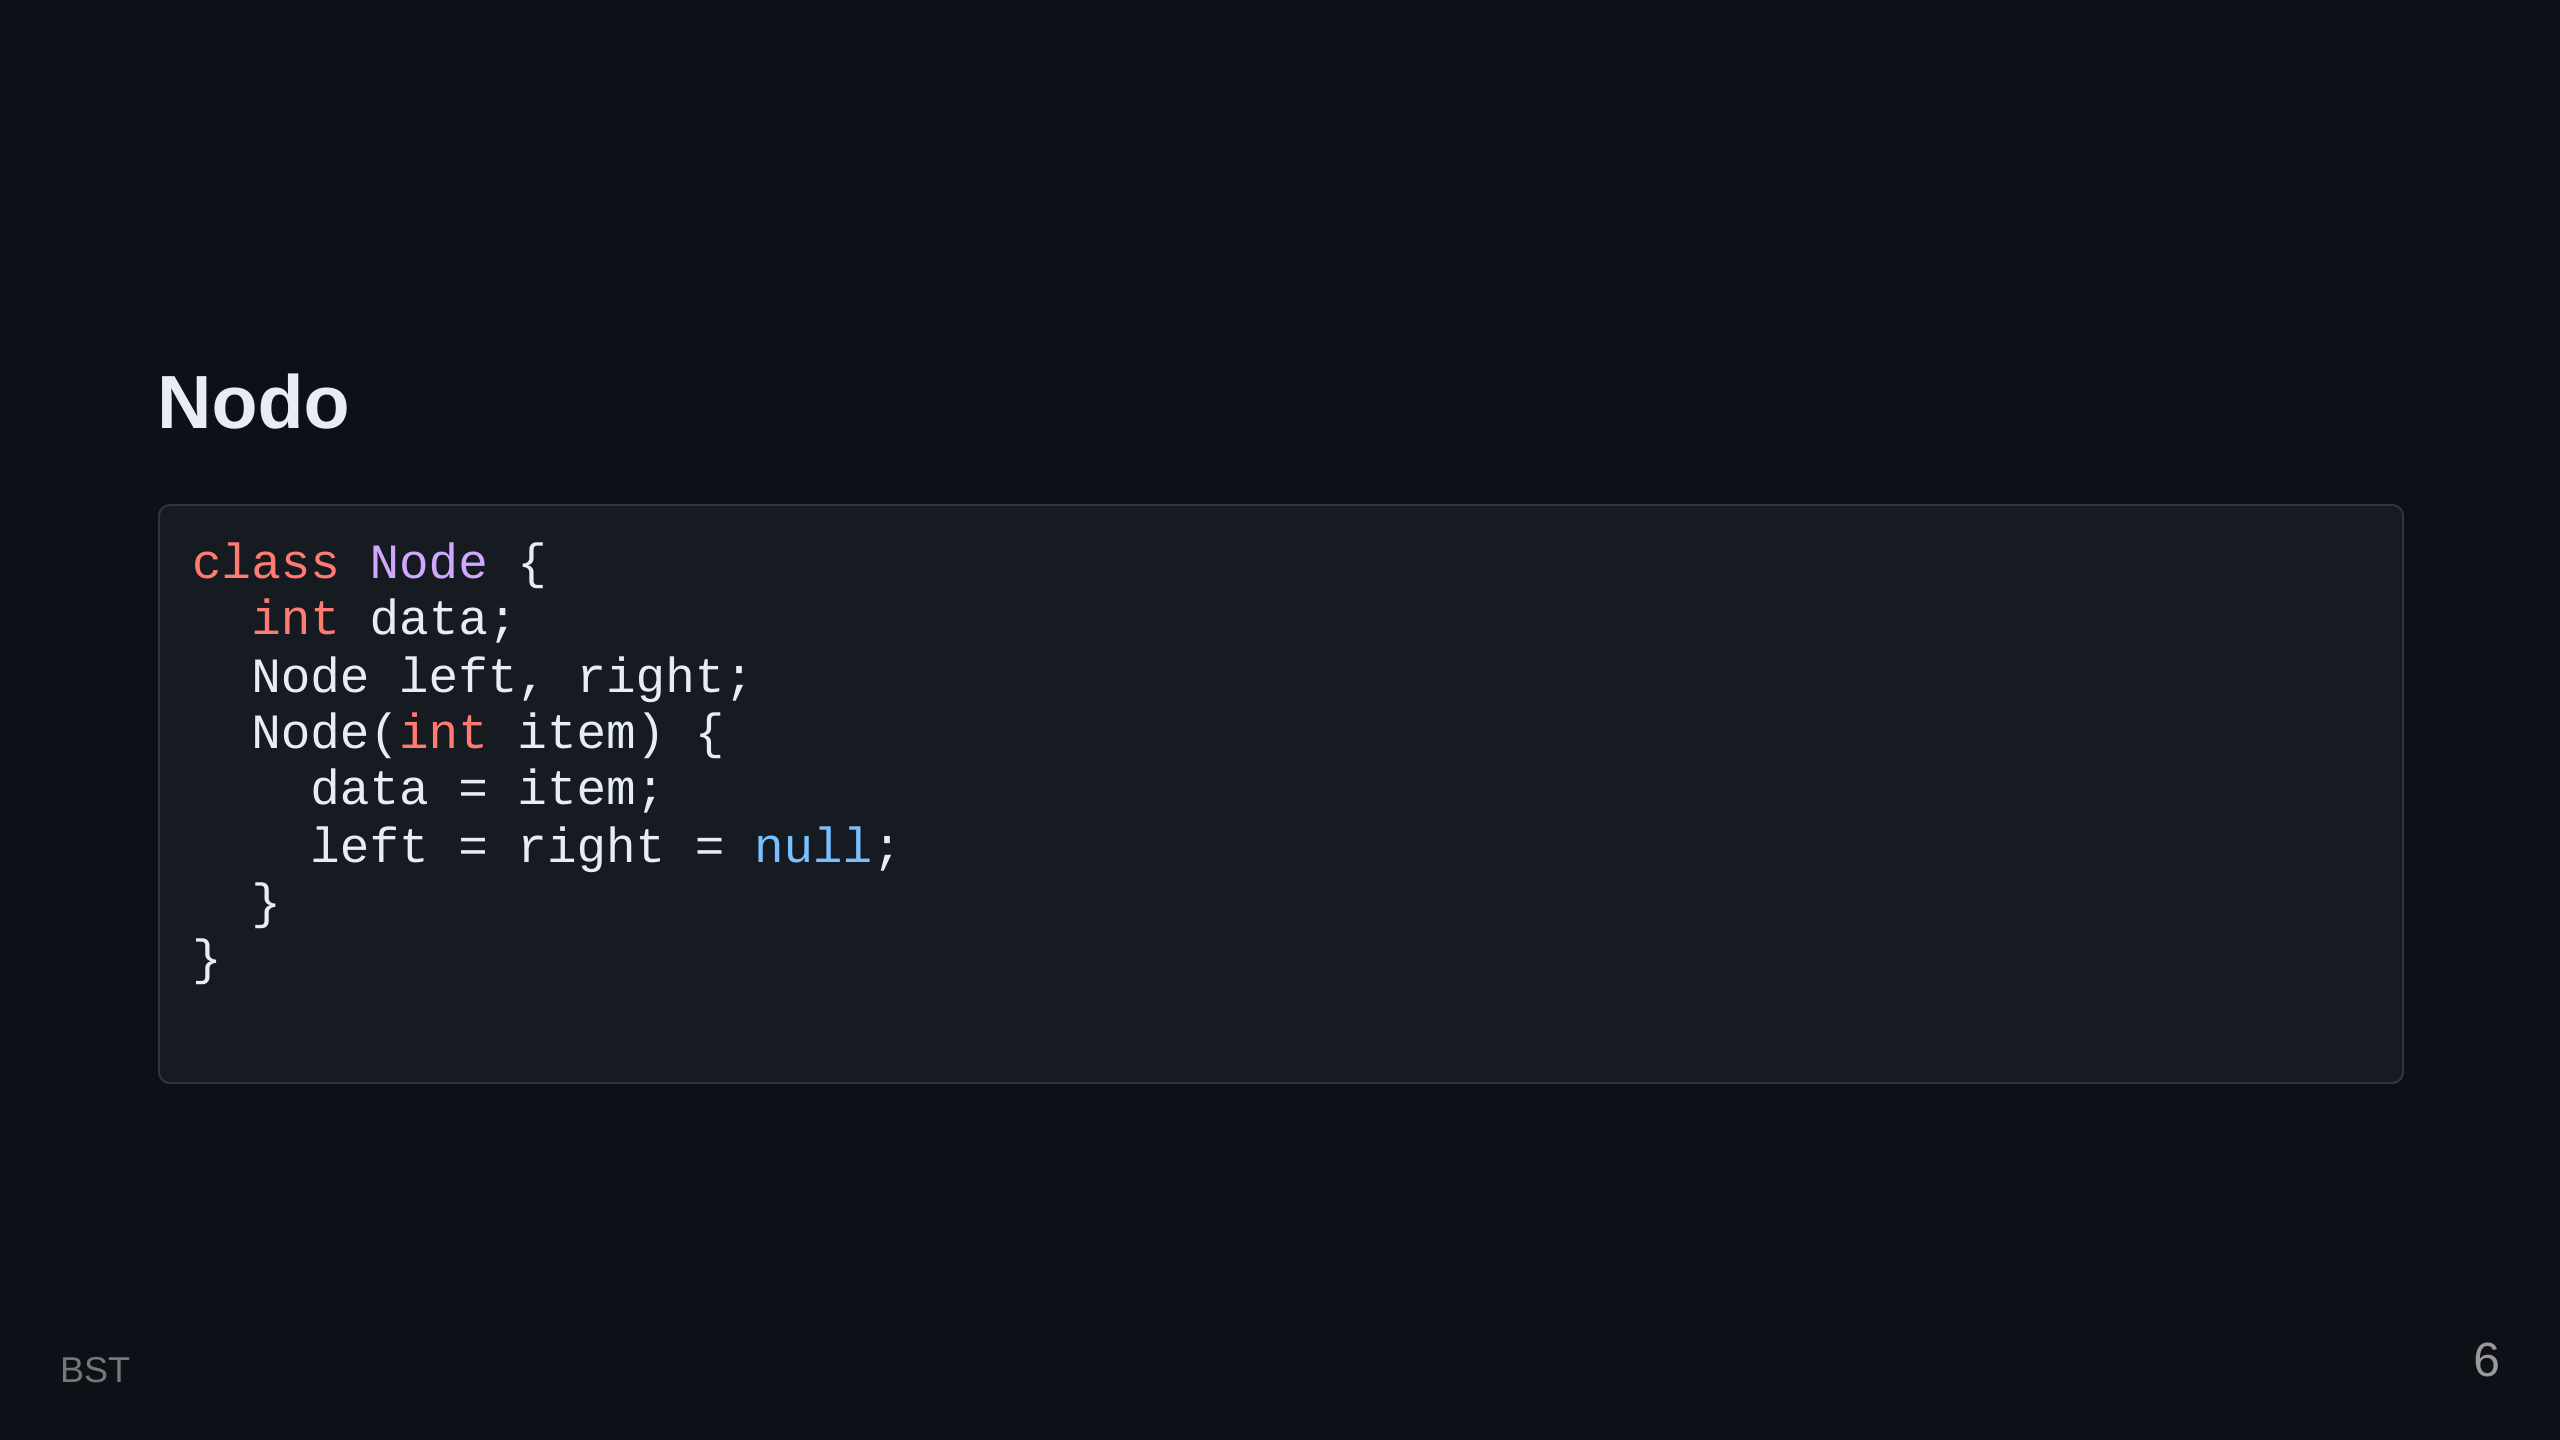 Nodo
class Node {
  int data;
  Node left, right;
  Node(int item) {
    data = item;
    left = right = null;
  }
}
BST
6